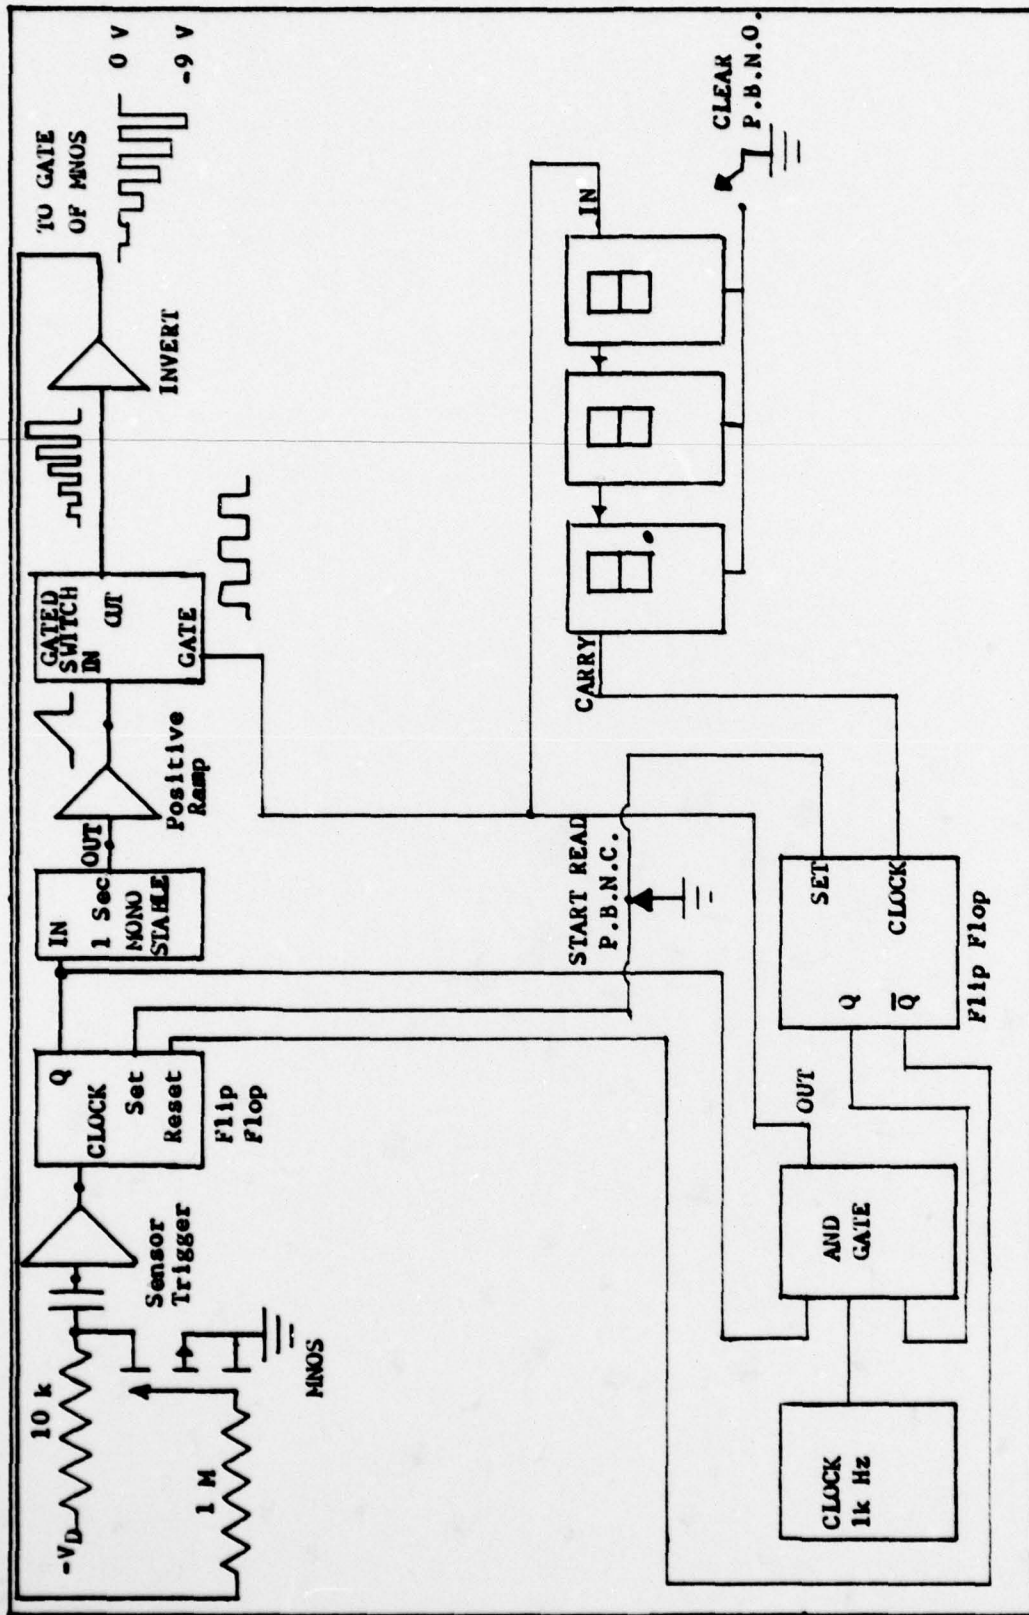 -VD
10 k
1 M
MNOS
Sensor
Trigger
Q
CLOCK
Set
Reset
Flip
Flop
IN
OUT
1 Sec
MONO
STABLE
Positive
Ramp
GATED
SWITCH
IN
OUT
GATE
INVERT
TO GATE
OF MNOS
0 V
-9 V
START READ
P.B.N.C.
CARRY
IN
CLEAR
P.B.N.O.
CLOCK
1k Hz
AND
GATE
OUT
Q
Q̅
SET
CLOCK
Flip Flop